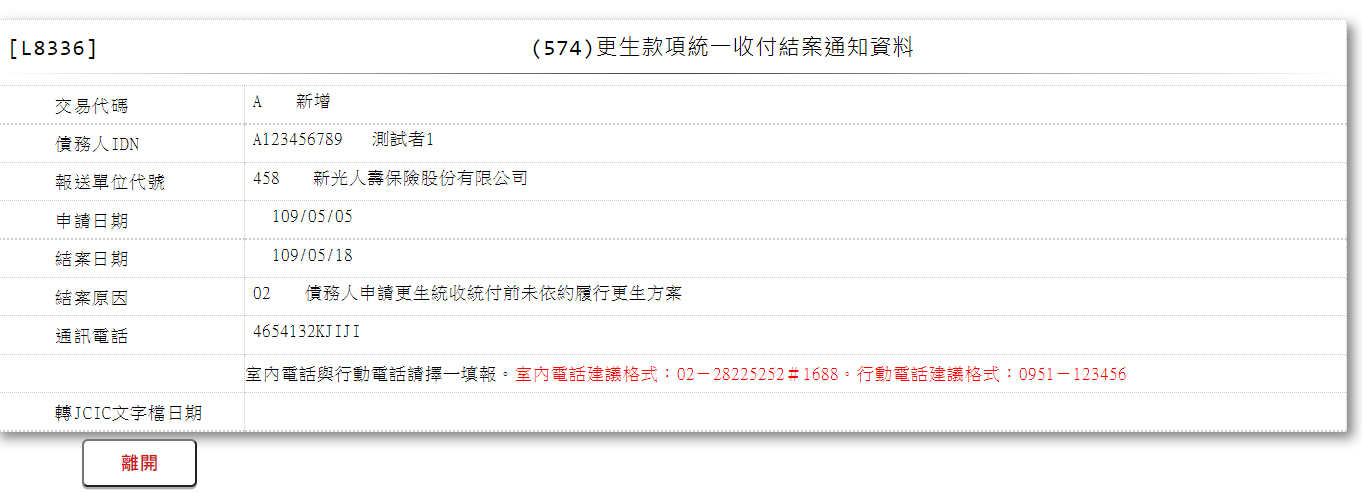 [L8336] (574)更生款項統一收付結案通知資料
交易代碼 A 新增
債務人IDN A123456789 測試者1
報送單位代號 458 新光人壽保險股份有限公司
申請日期 109/05/05
結案日期 109/05/18
結案原因 02 債務人申請更生統收統付前未依約履行更生方案
通訊電話 4654132KJIJI
室內電話與行動電話請擇一填報。室內電話建議格式：02－28225252＃1688。行動電話建議格式：0951－123456
轉JCIC文字檔日期
離開